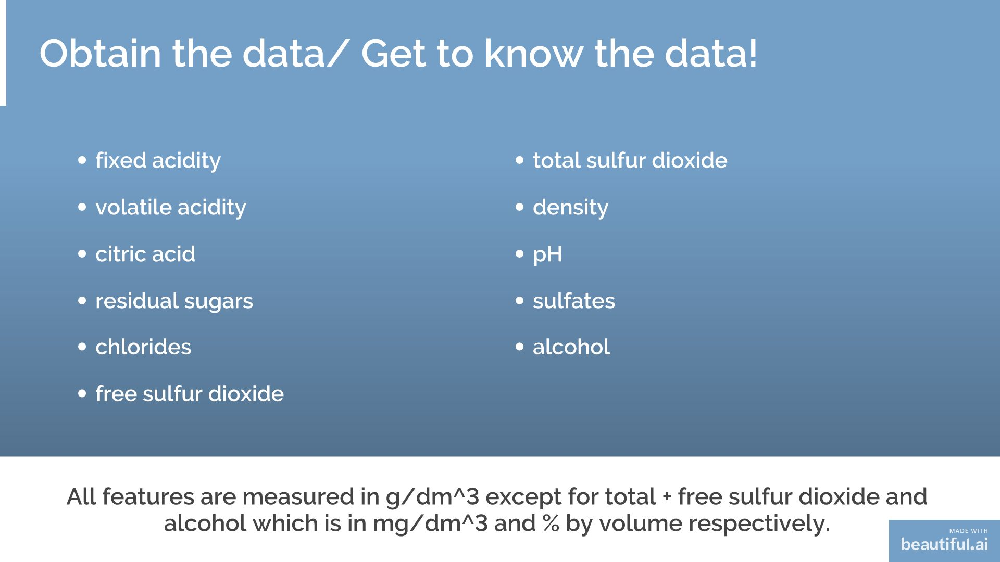 Obtain the data/ Get to know the data!
• fixed acidity
• volatile acidity
• citric acid
• residual sugars
• chlorides
• free sulfur dioxide
• total sulfur dioxide
• density
• pH
• sulfates
• alcohol
All features are measured in g/dm^3 except for total + free sulfur dioxide and
alcohol which is in mg/dm^3 and % by volume respectively.
MADE WITH
beautiful.ai